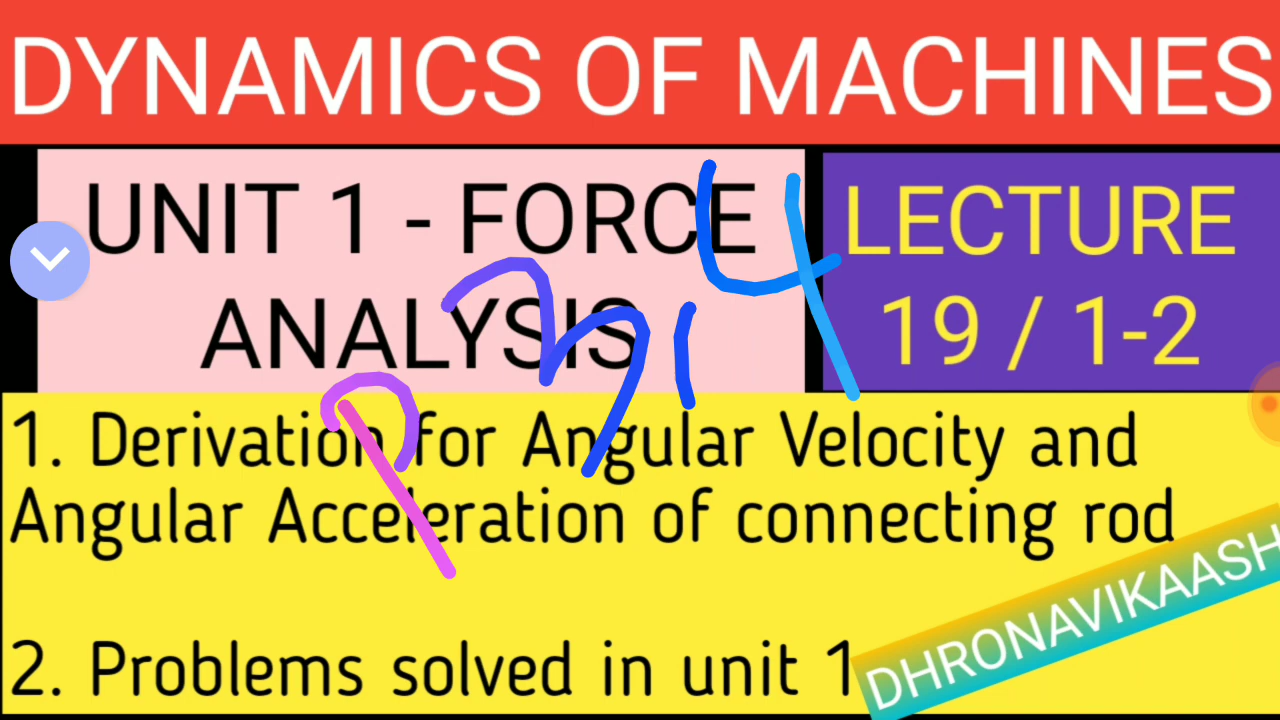 DYNAMICS OF MACHINES
UNIT 1 - FORCE
ANALYSIS
LECTURE
19 / 1-2
1. Derivation for Angular Velocity and
Angular Acceleration of connecting rod
2. Problems solved in unit 1
DHRONAVIKAASH